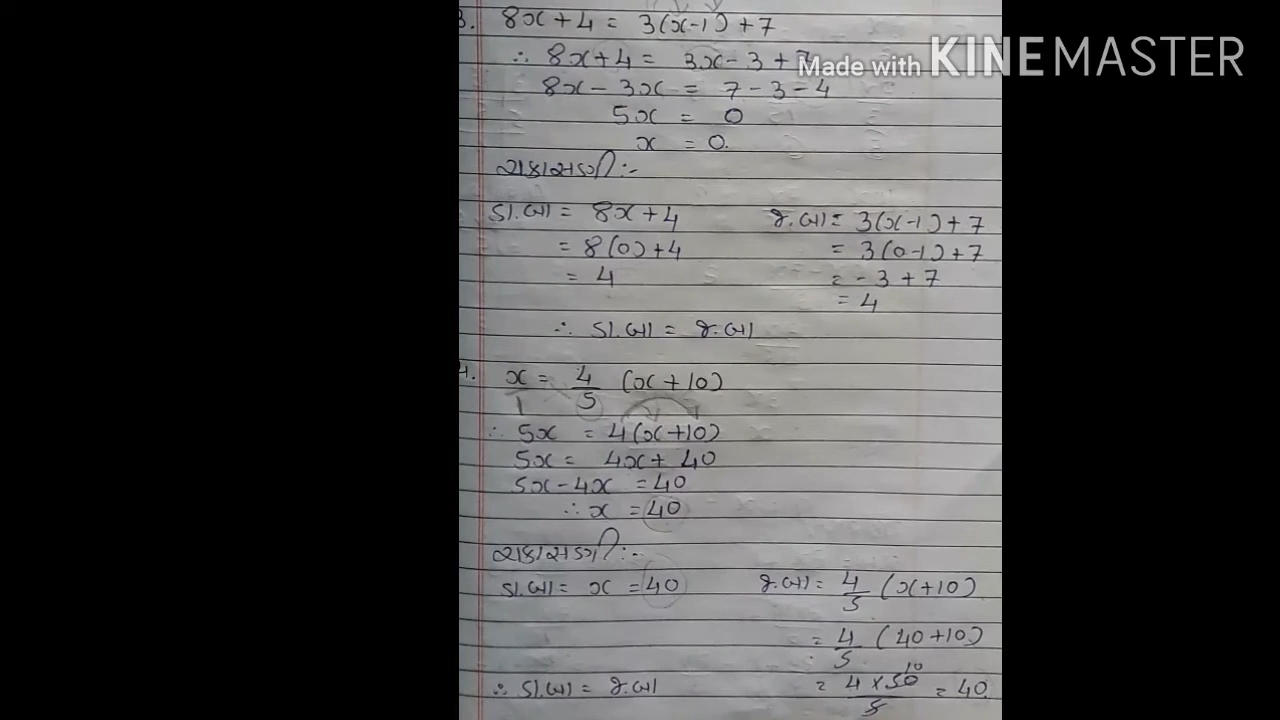 3. 8x + 4 = 3(x-1) + 7
∴ 8x + 4 = 3x - 3 + 7
Made with KINEMASTER
8x - 3x = 7 - 3 - 4
5x = 0
x = 0.
ચકાસણી :-
ડા.બા = 8x + 4
જ.બા = 3(x-1) + 7
= 8(0) + 4
= 3(0-1) + 7
= 4
= -3 + 7
= 4
∴ ડા.બા = જ.બા
4. x/1 = 4/5 (x + 10)
∴ 5x = 4(x+10)
5x = 4x + 40
5x - 4x = 40
∴ x = 40
ચકાસણી :-
ડા.બા = x = 40
જ.બા = 4/5 (x+10)
= 4/5 (40+10)
= 4 x 50/5 10 = 40.
∴ ડા.બા = જ.બા